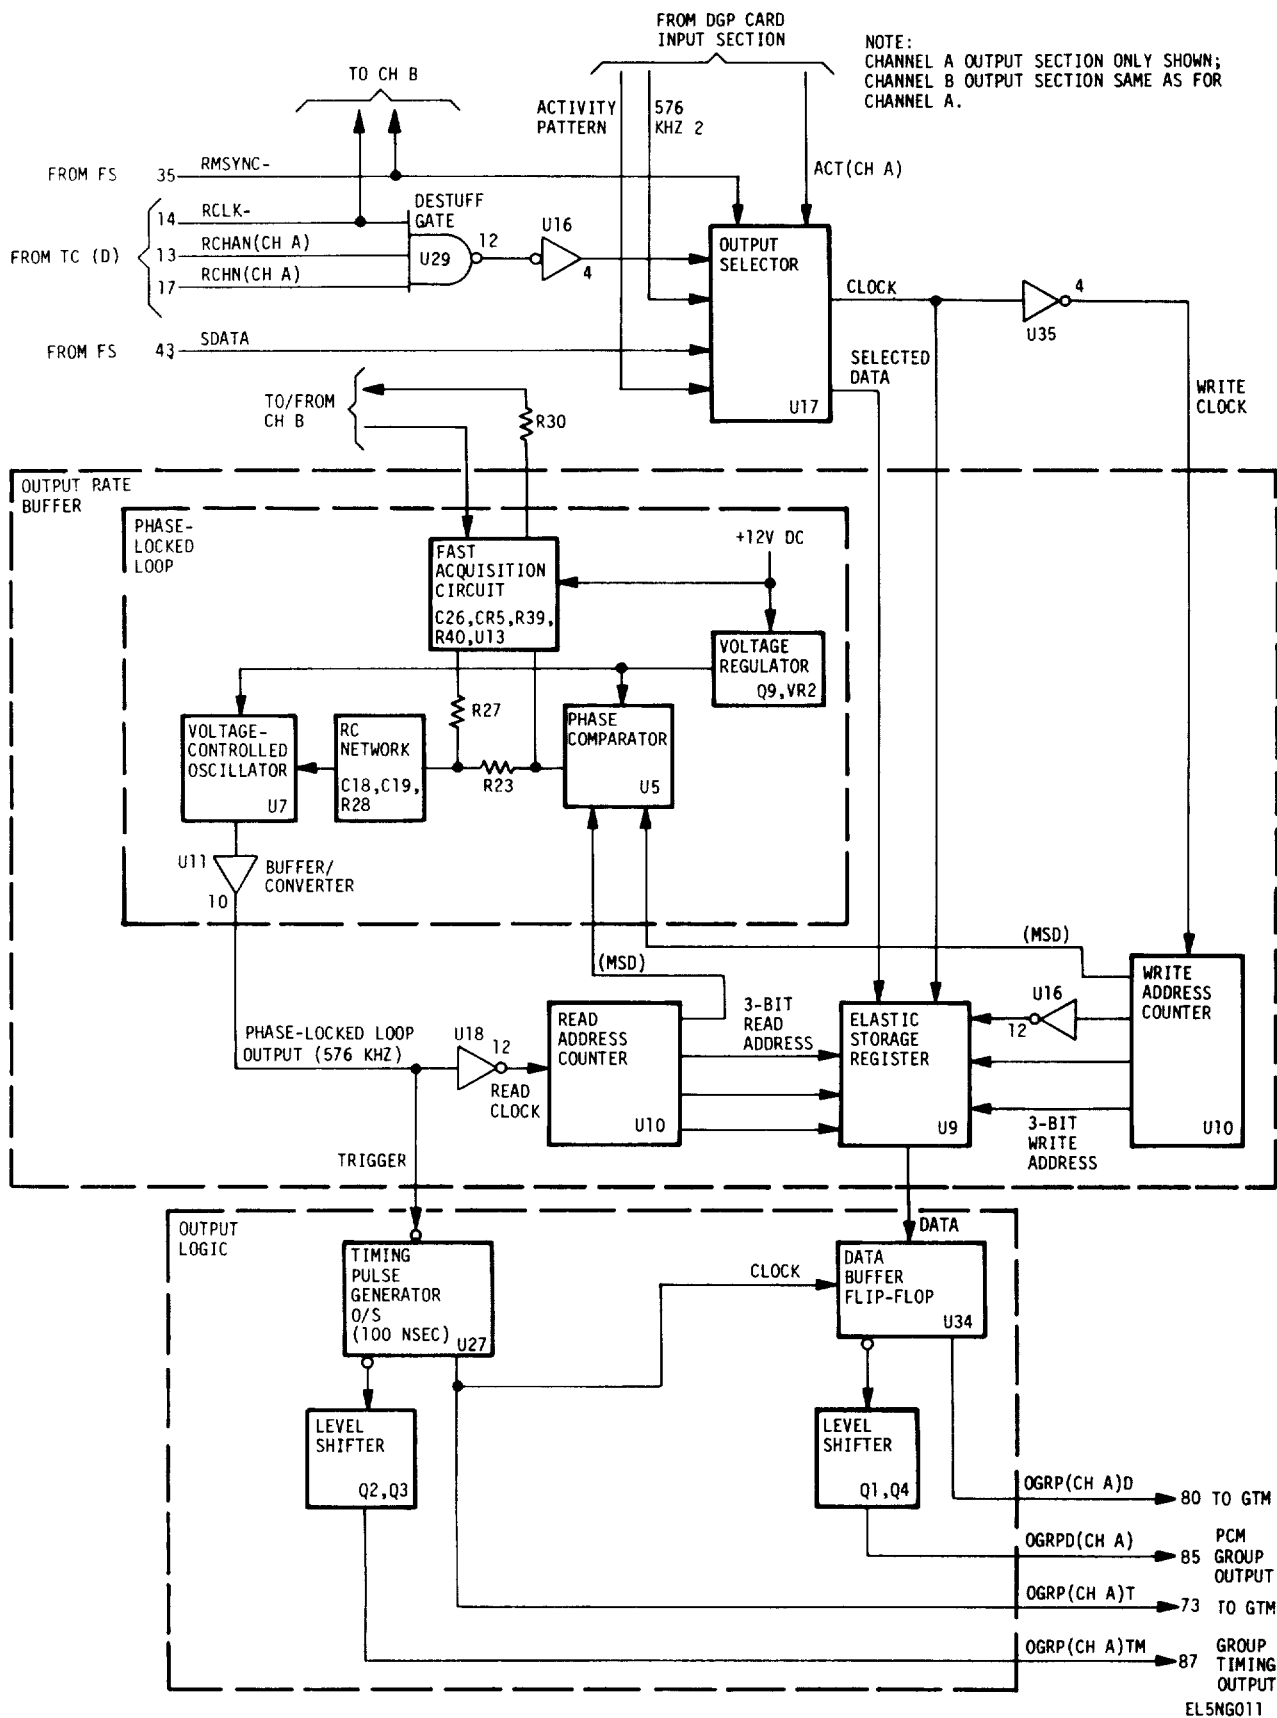 FROM DGP CARD
INPUT SECTION
NOTE:
CHANNEL A OUTPUT SECTION ONLY SHOWN;
CHANNEL B OUTPUT SECTION SAME AS FOR
CHANNEL A.
TO CH B
ACTIVITY
PATTERN
576
KHZ 2
ACT(CH A)
FROM FS 35 RMSYNC-
FROM TC (D)
14 RCLK-
13 RCHAN(CH A)
17 RCHN(CH A)
DESTUFF
GATE
U29
12
U16
4
FROM FS 43 SDATA
OUTPUT
SELECTOR
U17
CLOCK
4
U35
SELECTED
DATA
WRITE
CLOCK
TO/FROM
CH B
R30
OUTPUT RATE
BUFFER
PHASE-
LOCKED
LOOP
FAST
ACQUISITION
CIRCUIT
C26,CR5,R39,
R40,U13
+12V DC
VOLTAGE
REGULATOR
Q9,VR2
R27
R23
PHASE
COMPARATOR
U5
VOLTAGE-
CONTROLLED
OSCILLATOR
U7
RC
NETWORK
C18,C19,
R28
U11
10
BUFFER/
CONVERTER
(MSD)
(MSD)
WRITE
ADDRESS
COUNTER
U10
U16
12
PHASE-LOCKED LOOP
OUTPUT (576 KHZ)
U18
12
READ
CLOCK
READ
ADDRESS
COUNTER
U10
3-BIT
READ
ADDRESS
ELASTIC
STORAGE
REGISTER
U9
3-BIT
WRITE
ADDRESS
TRIGGER
DATA
OUTPUT
LOGIC
TIMING
PULSE
GENERATOR
O/S
(100 NSEC)
U27
CLOCK
DATA
BUFFER
FLIP-FLOP
U34
LEVEL
SHIFTER
Q2,Q3
LEVEL
SHIFTER
Q1,Q4
OGRP(CH A)D 80 TO GTM
OGRPD(CH A) 85 PCM
GROUP
OUTPUT
OGRP(CH A)T 73 TO GTM
OGRP(CH A)TM 87 GROUP
TIMING
OUTPUT
EL5NG011